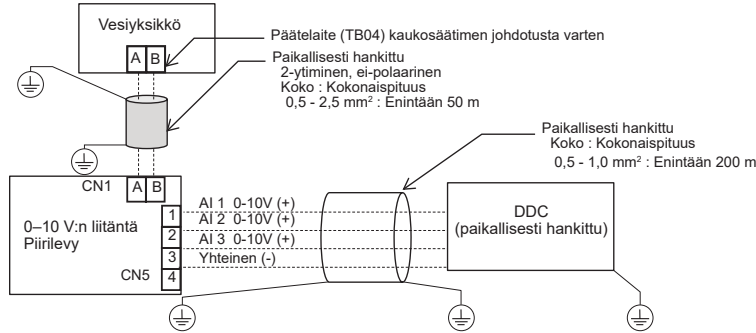 Vesiyksikkö
A B
Päätelaite (TB04) kaukosäätimen johdotusta varten
Paikallisesti hankittu
2-ytiminen, ei-polaarinen
Koko : Kokonaispituus
0,5 - 2,5 mm² : Enintään 50 m
Paikallisesti hankittu
Koko : Kokonaispituus
0,5 - 1,0 mm² : Enintään 200 m
CN1
A B
0–10 V:n liitäntä
Piirilevy
CN5
1
2
3
4
AI 1 0-10V (+)
AI 2 0-10V (+)
AI 3 0-10V (+)
Yhteinen (-)
DDC
(paikallisesti hankittu)